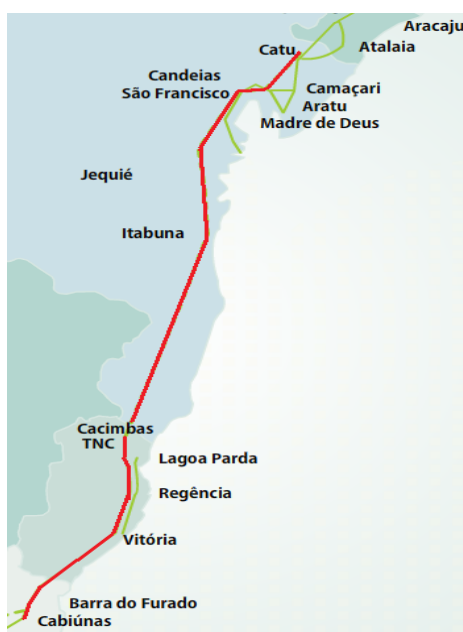 Aracaju
Catu
Atalaia
Candeias
São Francisco
Camaçari
Aratu
Madre de Deus
Jequié
Itabuna
Cacimbas
TNC
Lagoa Parda
Regência
Vitória
Barra do Furado
Cabiúnas